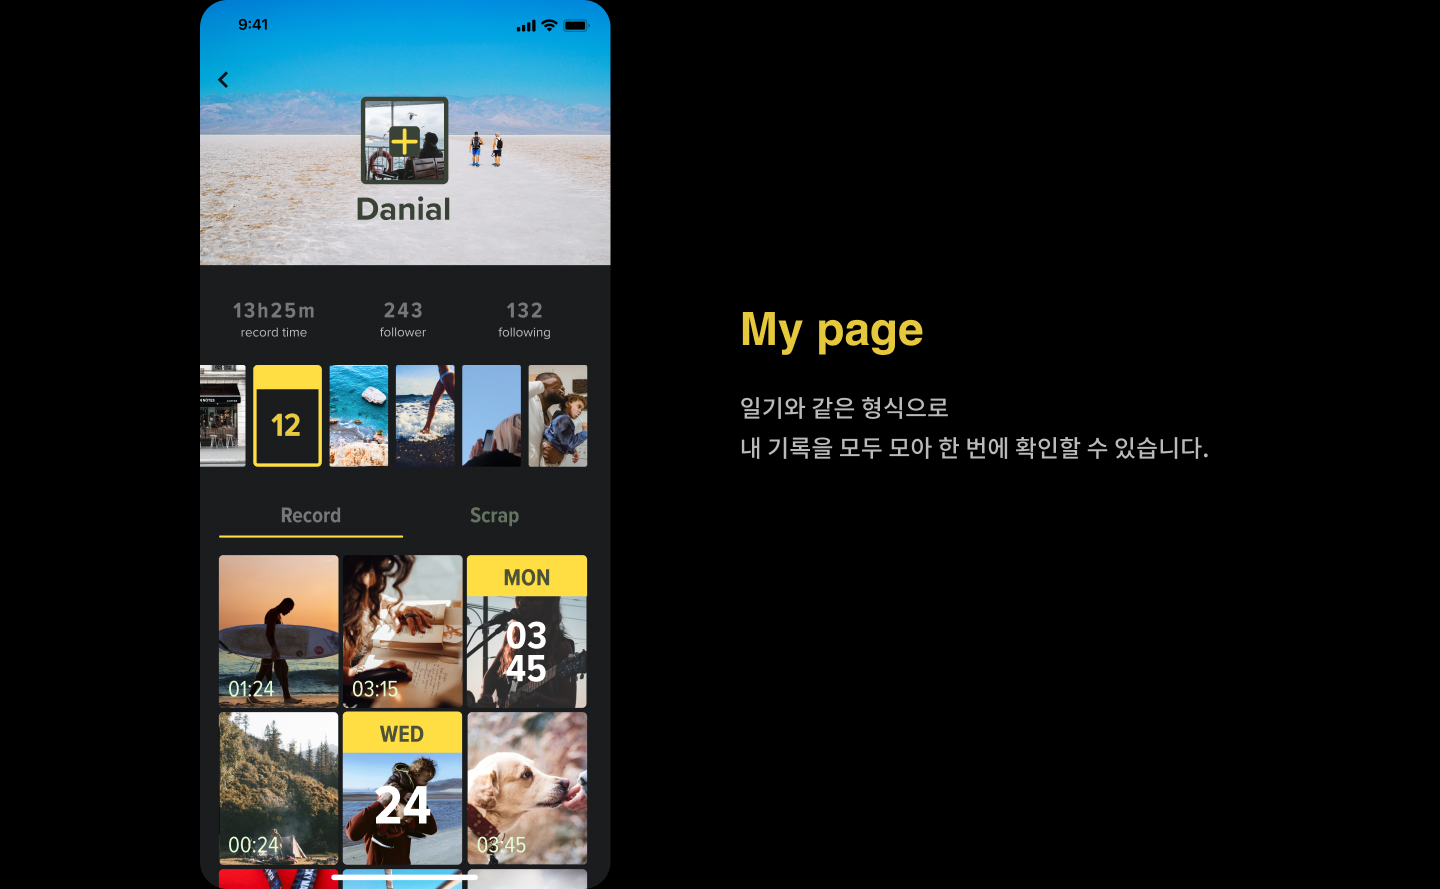 9:41
Danial
13h25m
243
132
record time
follower
following
12
Record
Scrap
01:24
03:15
MON
03
45
00:24
WED
24
03:45
My page
일기와 같은 형식으로
내 기록을 모두 모아 한 번에 확인할 수 있습니다.